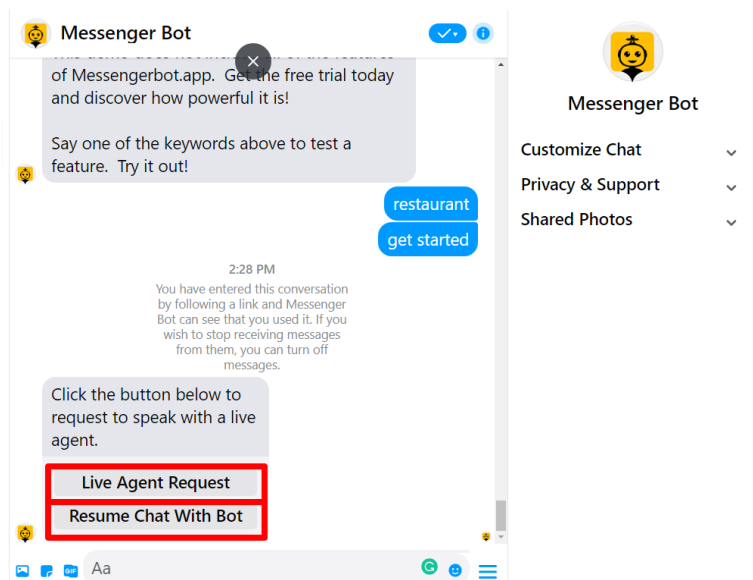 Messenger Bot
of Messengerbot.app. Get the free trial today
and discover how powerful it is!
Say one of the keywords above to test a
feature. Try it out!
restaurant
get started
2:28 PM
You have entered this conversation
by following a link and Messenger
Bot can see that you used it. If you
wish to stop receiving messages
from them, you can turn off
messages.
Click the button below to
request to speak with a live
agent.
Live Agent Request
Resume Chat With Bot
GIF
Aa
Messenger Bot
Customize Chat
Privacy & Support
Shared Photos